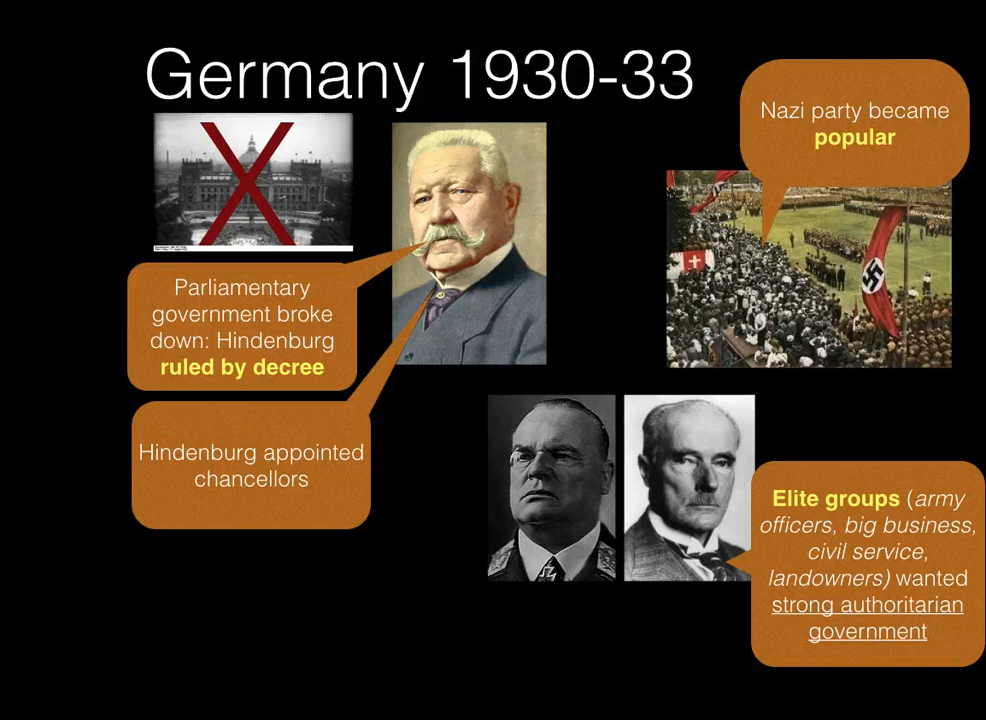 Germany 1930-33
Nazi party became
popular
Parliamentary
government broke
down: Hindenburg
ruled by decree
Hindenburg appointed
chancellors
Elite groups (army
officers, big business,
civil service,
landowners) wanted
strong authoritarian
government